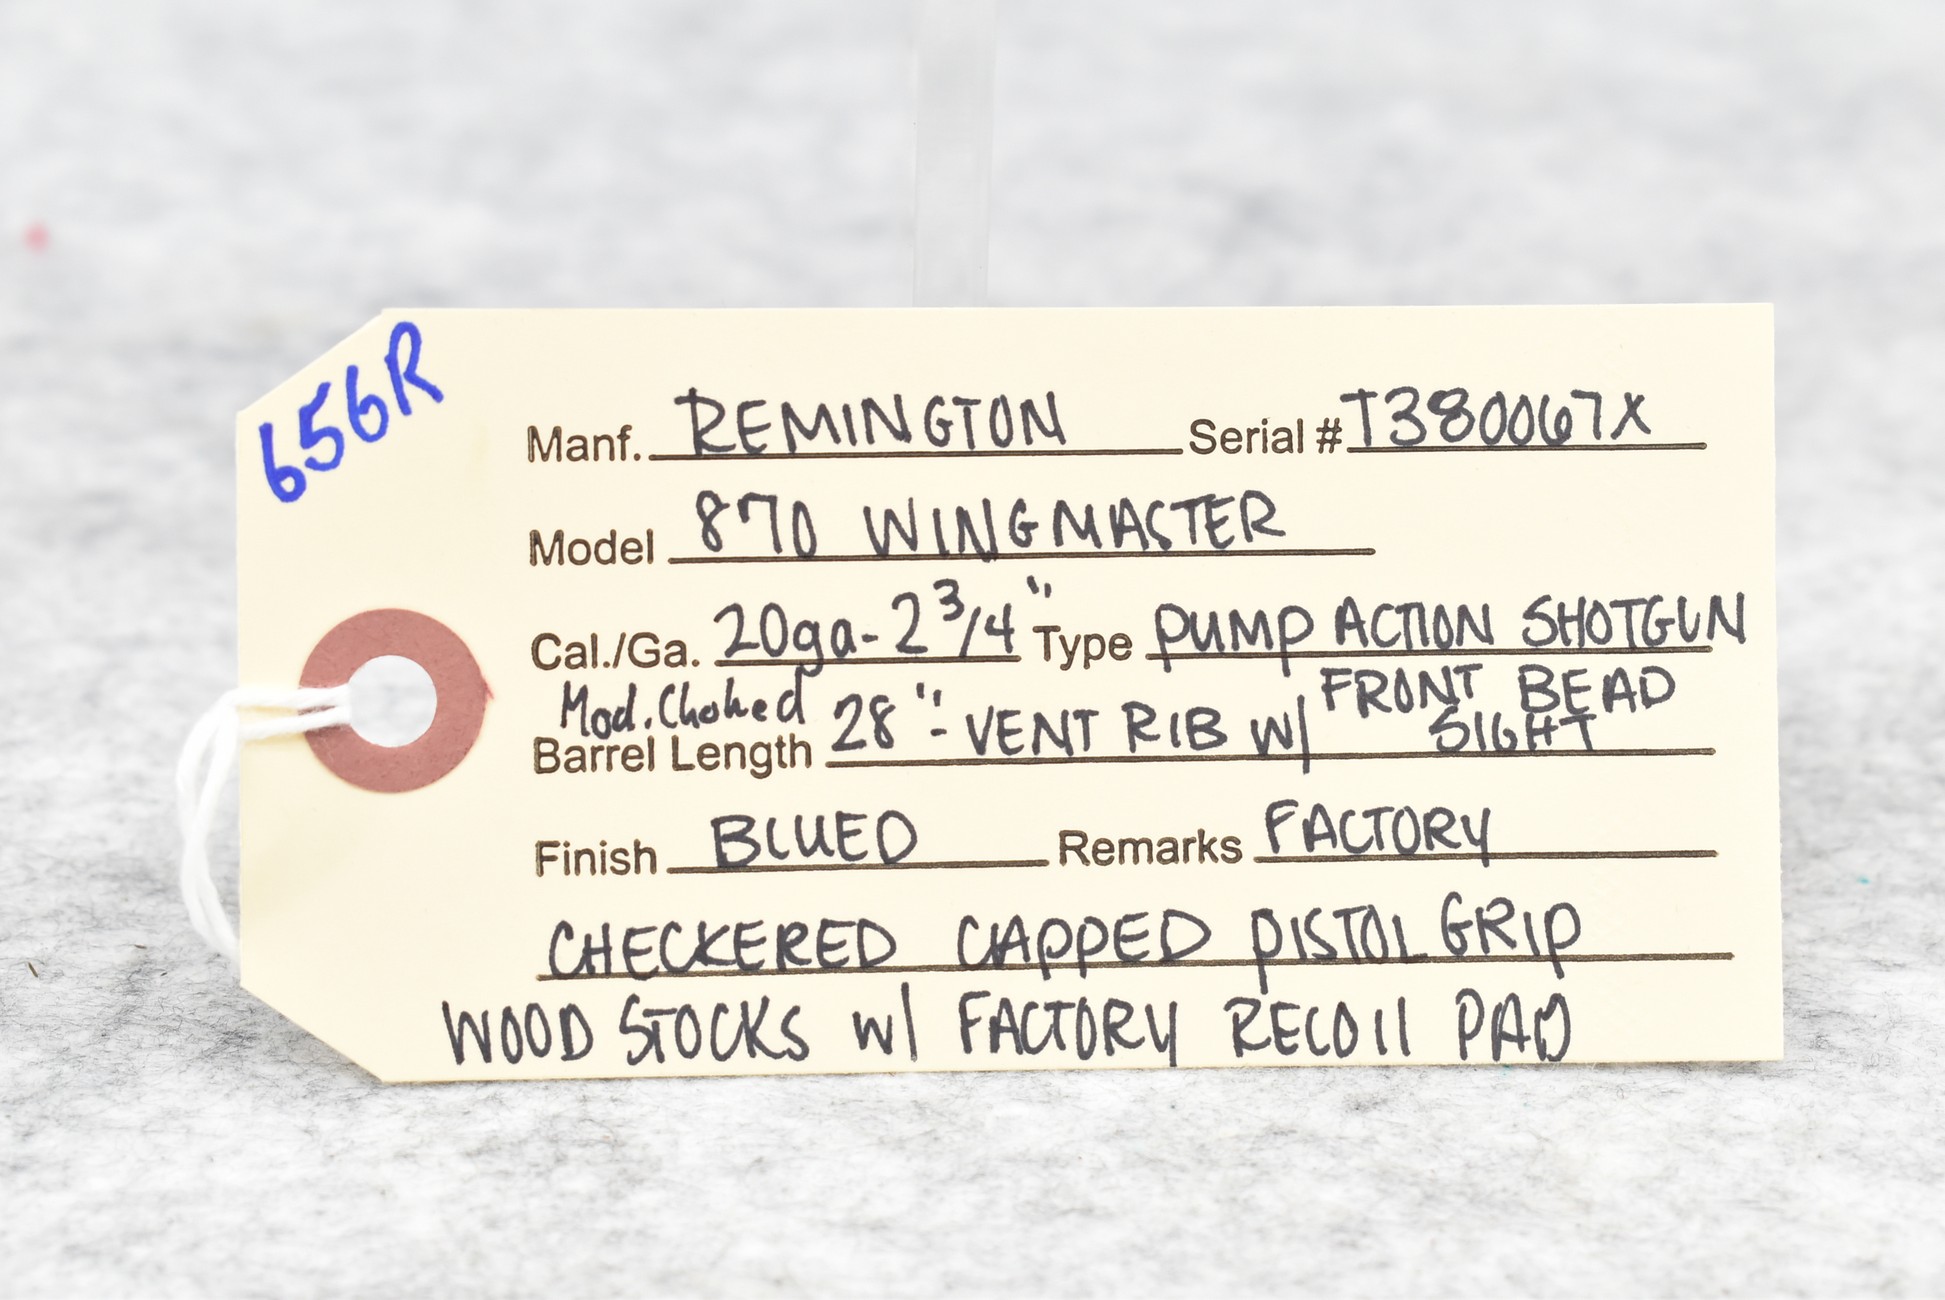 656R
Manf. REMINGTON Serial # T380067X
Model 870 WINGMASTER
Cal./Ga. 20ga-2 3/4" Type PUMP ACTION SHOTGUN
Mod. Choked
Barrel Length 28"- VENT RIB W/ FRONT BEAD SIGHT
Finish BLUED Remarks FACTORY
CHECKERED CAPPED PISTOL GRIP
WOOD STOCKS W/ FACTORY RECOIL PAD